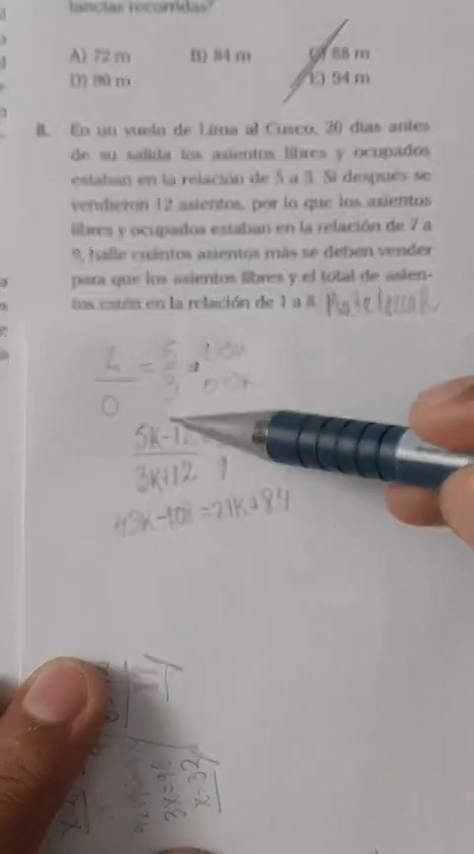 tancias recorridas?
A) 72 m B) 84 m C) 88 m
D) 90 m E) 94 m
8. En un vuelo de Lima al Cusco, 20 días antes
de su salida los asientos libres y ocupados
estaban en la relación de 5 a 3. Si después se
vendieron 12 asientos, por lo que los asientos
libres y ocupados estaban en la relación de 7 a
9, halle cuántos asientos más se deben vender
para que los asientos libres y el total de asien-
tos estén en la relación de 1 a 8.
L/O = 5/3
5K-12
3K+12 9
45K-108=21K+84